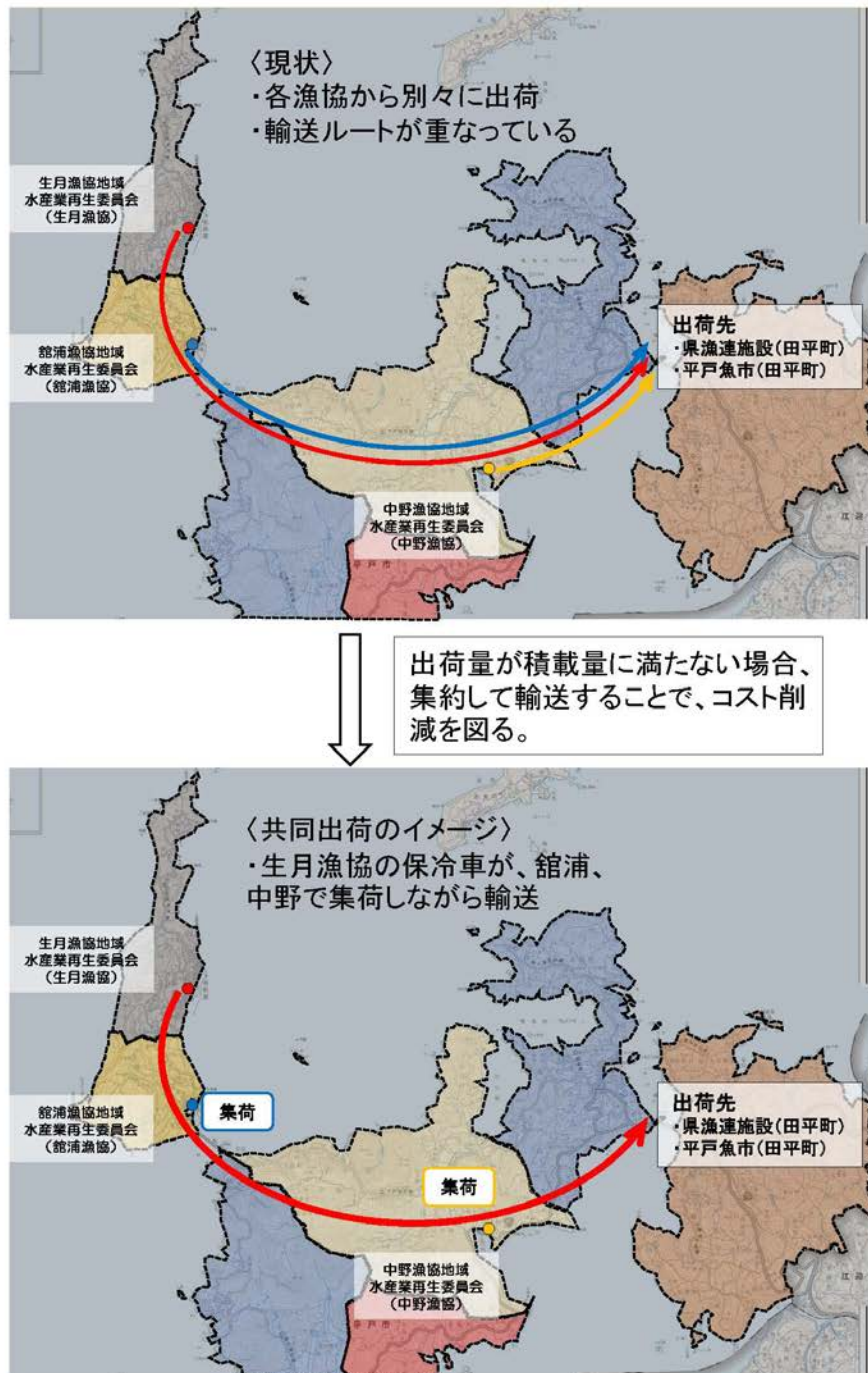 〈現状〉
・各漁協から別々に出荷
・輸送ルートが重なっている
生月漁協地域
水産業再生委員会
(生月漁協)
舘浦漁協地域
水産業再生委員会
(舘浦漁協)
出荷先
・県漁連施設(田平町)
・平戸魚市(田平町)
中野漁協地域
水産業再生委員会
(中野漁協)
平戸市
出荷量が積載量に満たない場合、
集約して輸送することで、コスト削
減を図る。
〈共同出荷のイメージ〉
・生月漁協の保冷車が、舘浦、
中野で集荷しながら輸送
生月漁協地域
水産業再生委員会
(生月漁協)
集荷
舘浦漁協地域
水産業再生委員会
(舘浦漁協)
出荷先
・県漁連施設(田平町)
・平戸魚市(田平町)
集荷
中野漁協地域
水産業再生委員会
(中野漁協)
平戸市